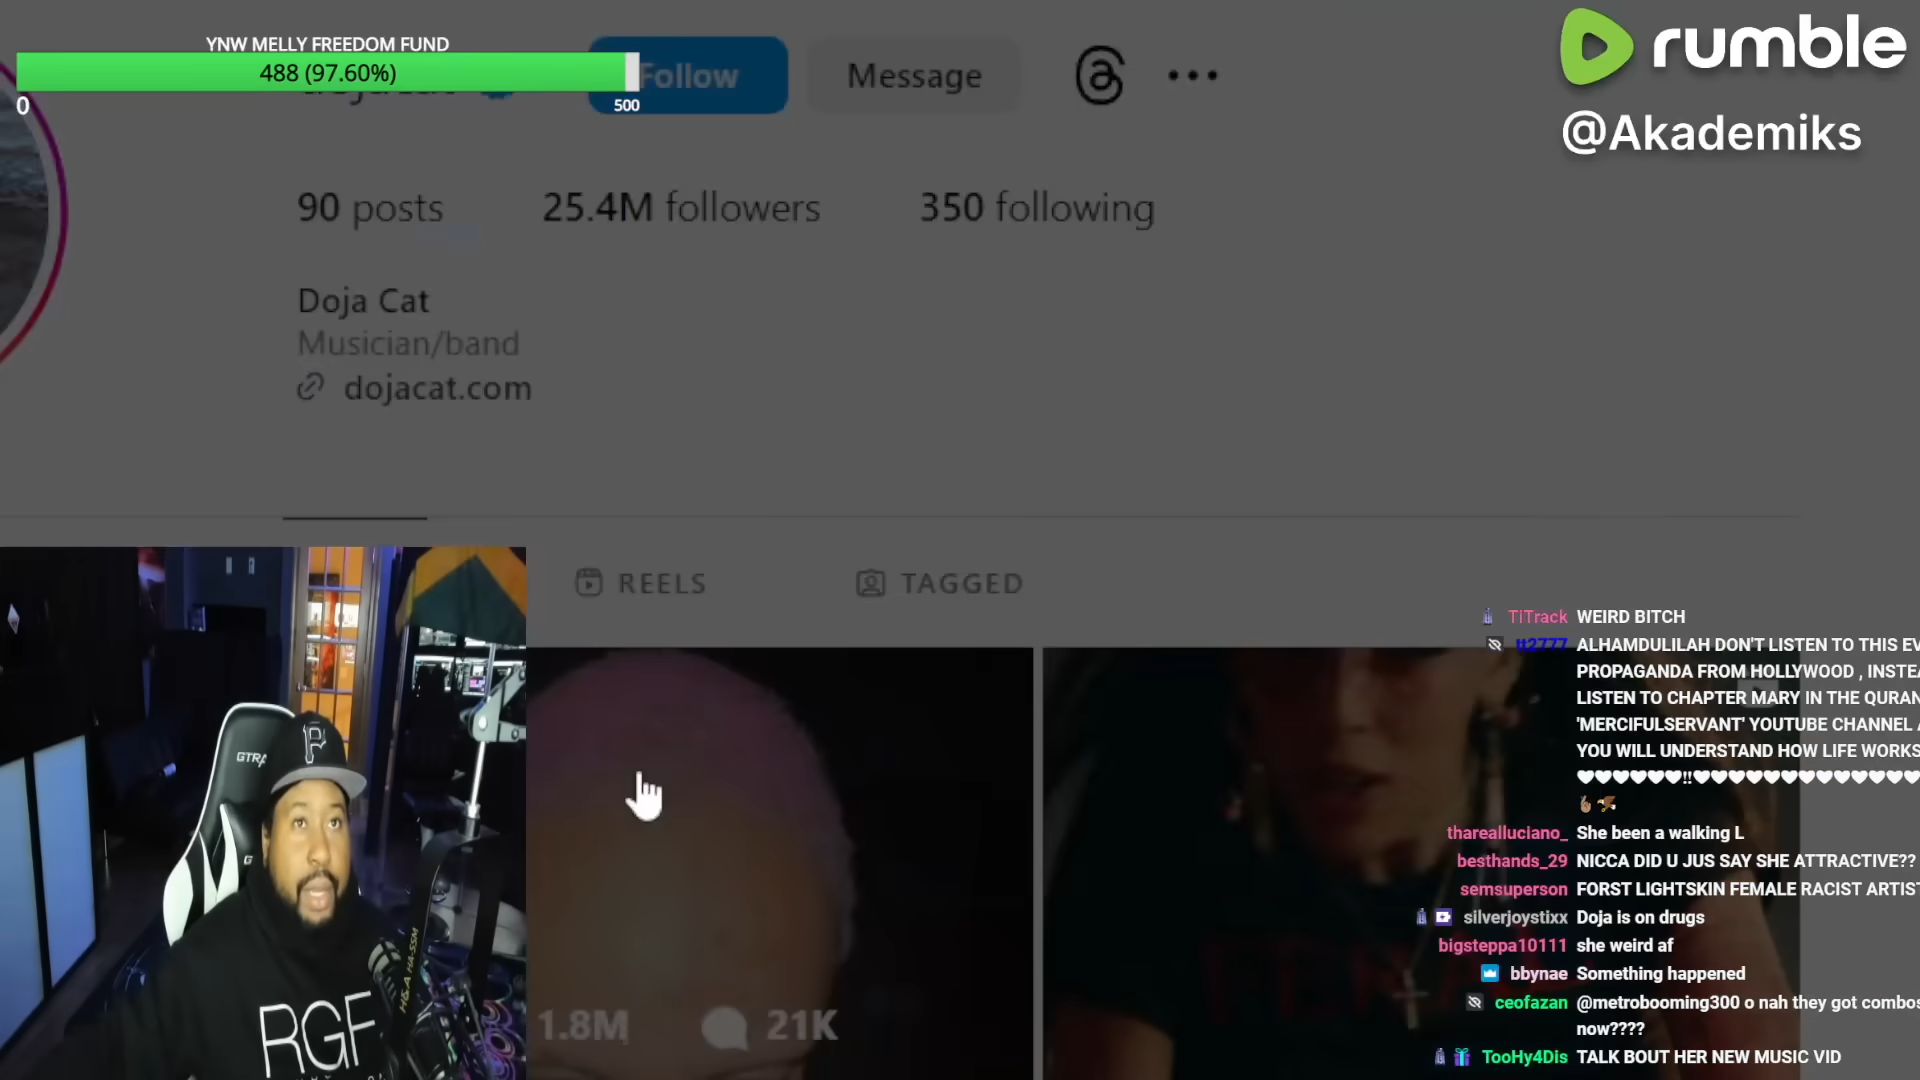 YNW MELLY FREEDOM FUND
488 (97.60%)
0
500
Follow
Message
rumble
@Akademiks
90 posts
25.4M followers
350 following
Doja Cat
Musician/band
dojacat.com
REELS
TAGGED
GTRA
P
RGF
1.8M
21K
TITrack WEIRD BITCH
tt2777 ALHAMDULILAH DON'T LISTEN TO THIS EV
PROPAGANDA FROM HOLLYWOOD , INSTEA
LISTEN TO CHAPTER MARY IN THE QURAN
'MERCIFULSERVANT' YOUTUBE CHANNEL A
YOU WILL UNDERSTAND HOW LIFE WORKS
🤍🤍🤍🤍🤍🤍‼🤍🤍🤍🤍🤍🤍🤍🤍🤍🤍🤍🤍🤍
tharealluciano_ She been a walking L
besthands_29 NICCA DID U JUS SAY SHE ATTRACTIVE??
semsuperson FORST LIGHTSKIN FEMALE RACIST ARTIST
silverjoystixx Doja is on drugs
bigsteppa10111 she weird af
bbynae Something happened
ceofazan @metrobooming300 o nah they got combos
now????
TooHy4Dis TALK BOUT HER NEW MUSIC VID